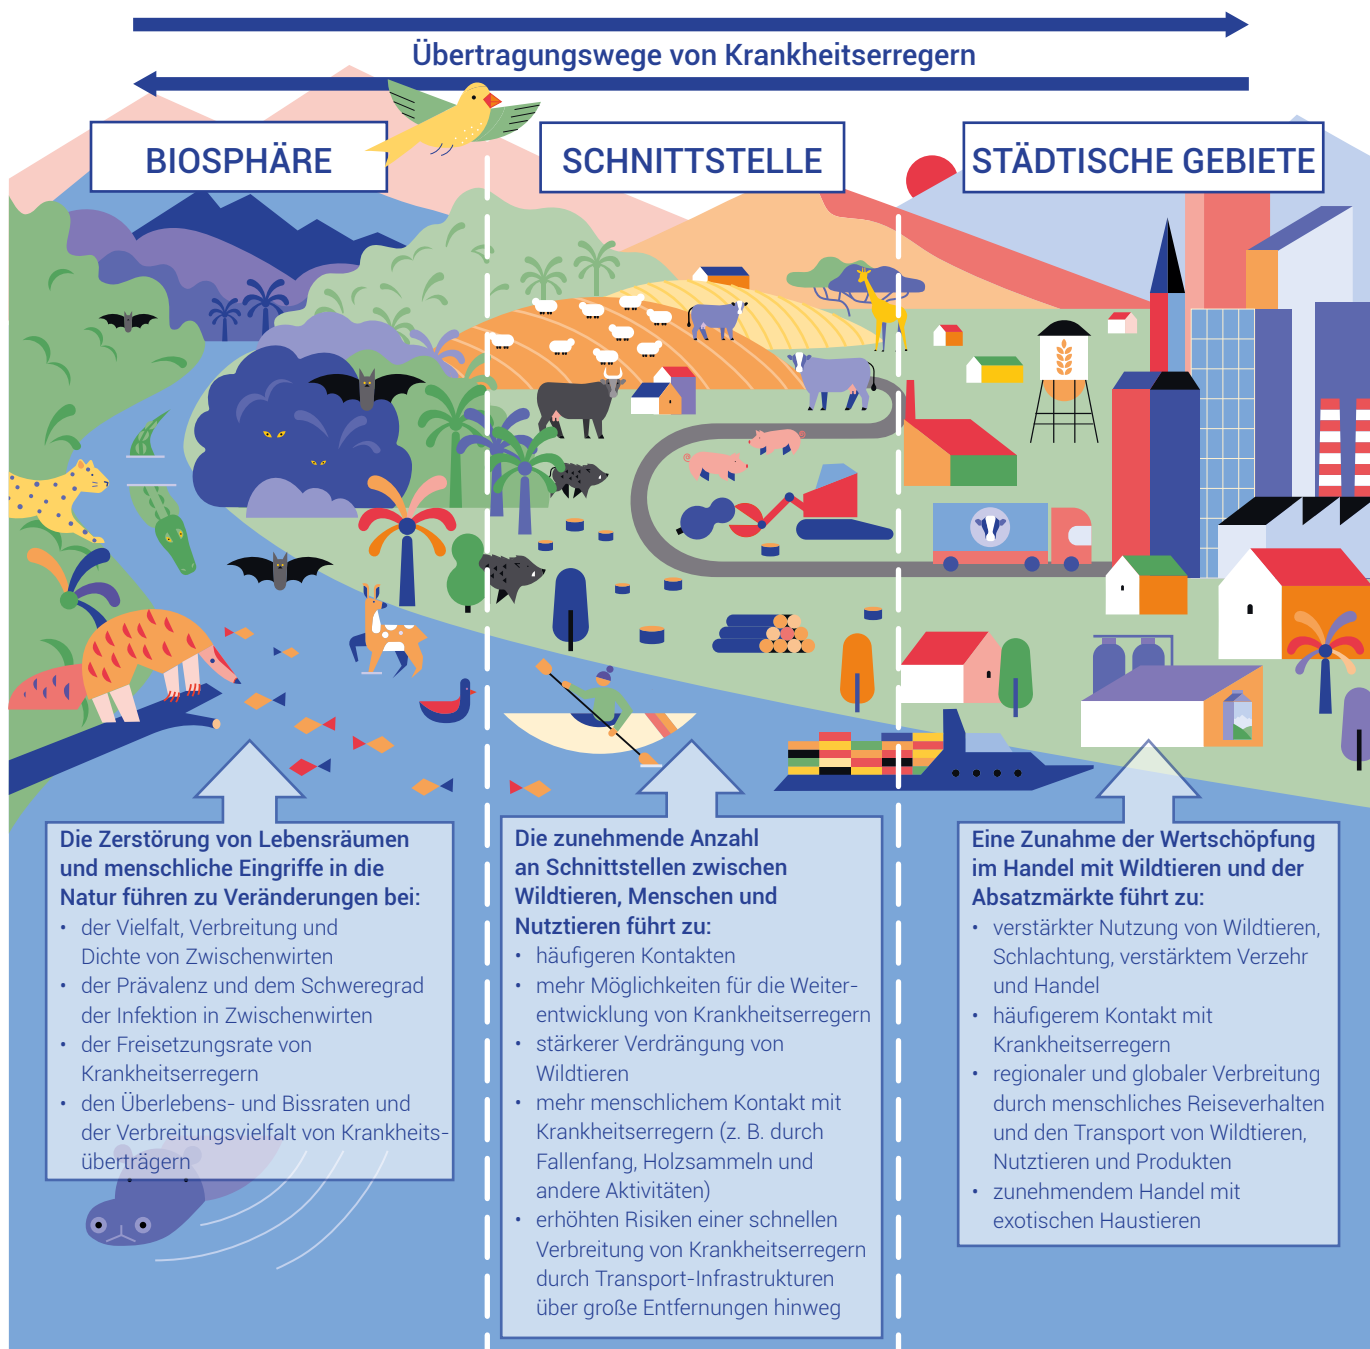 Übertragungswege von Krankheitserregern
BIOSPHÄRE
SCHNITTSTELLE
STÄDTISCHE GEBIETE
Die Zerstörung von Lebensräumen
und menschliche Eingriffe in die
Natur führen zu Veränderungen bei:
• der Vielfalt, Verbreitung und
Dichte von Zwischenwirten
• der Prävalenz und dem Schweregrad
der Infektion in Zwischenwirten
• der Freisetzungsrate von
Krankheitserregern
• den Überlebens- und Bissraten und
der Verbreitungsvielfalt von Krankheits-
überträgern
Die zunehmende Anzahl
an Schnittstellen zwischen
Wildtieren, Menschen und
Nutztieren führt zu:
• häufigeren Kontakten
• mehr Möglichkeiten für die Weiter-
entwicklung von Krankheitserregern
• stärkerer Verdrängung von
Wildtieren
• mehr menschlichem Kontakt mit
Krankheitserregern (z. B. durch
Fallenfang, Holzsammeln und
andere Aktivitäten)
• erhöhten Risiken einer schnellen
Verbreitung von Krankheitserregern
durch Transport-Infrastrukturen
über große Entfernungen hinweg
Eine Zunahme der Wertschöpfung
im Handel mit Wildtieren und der
Absatzmärkte führt zu:
• verstärkter Nutzung von Wildtieren,
Schlachtung, verstärktem Verzehr
und Handel
• häufigerem Kontakt mit
Krankheitserregern
• regionaler und globaler Verbreitung
durch menschliches Reiseverhalten
und den Transport von Wildtieren,
Nutztieren und Produkten
• zunehmendem Handel mit
exotischen Haustieren